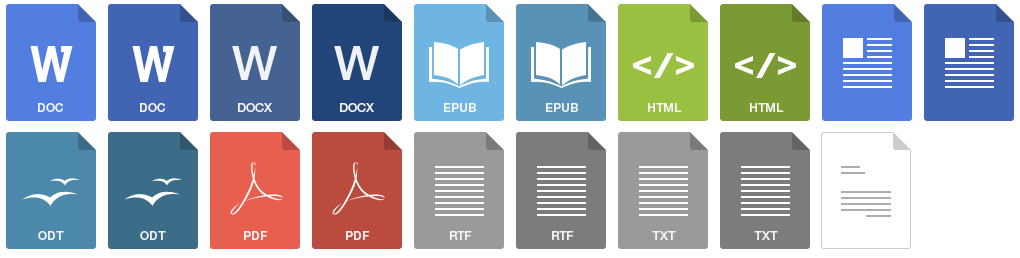 W W W W </> </>
DOC DOC DOCX DOCX EPUB EPUB HTML HTML
ODT ODT PDF PDF RTF RTF TXT TXT